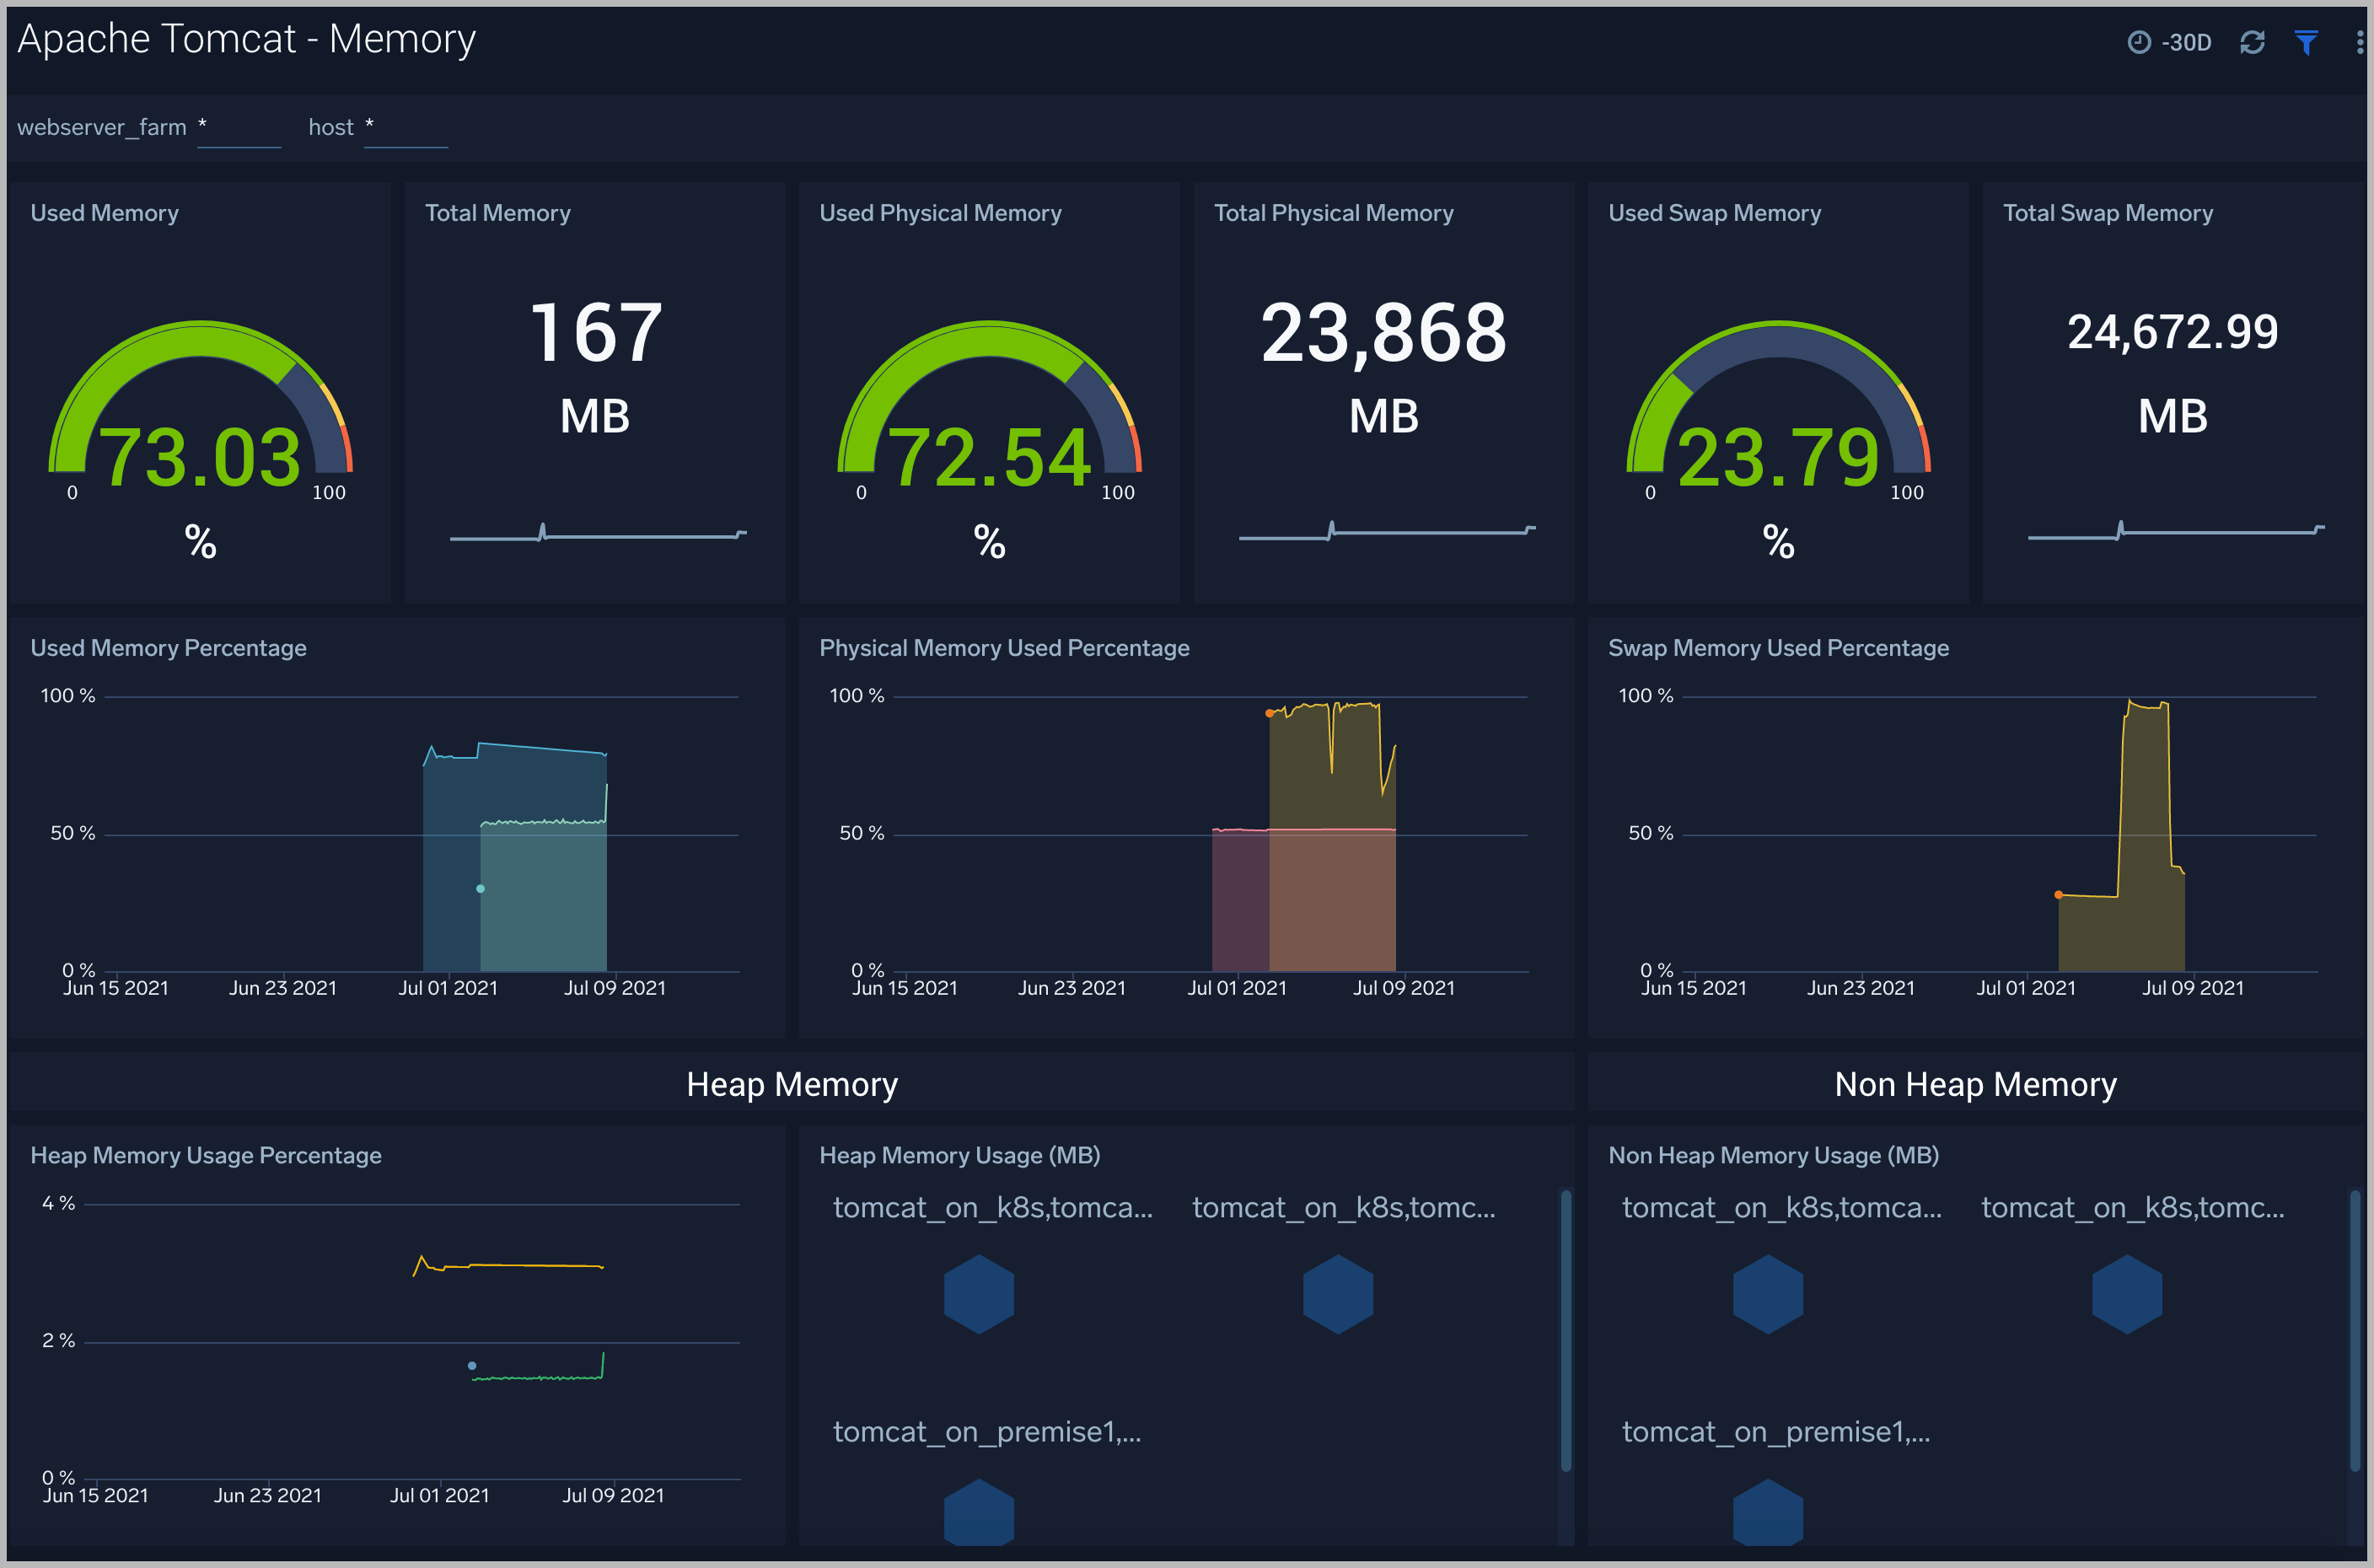 Apache Tomcat - Memory
-30D
webserver_farm *
host *
Used Memory
73.03
0
100
%
Total Memory
167
MB
Used Physical Memory
72.54
0
100
%
Total Physical Memory
23,868
MB
Used Swap Memory
23.79
0
100
%
Total Swap Memory
24,672.99
MB
Used Memory Percentage
100 %
50 %
0 %
Jun 15 2021
Jun 23 2021
Jul 01 2021
Jul 09 2021
Physical Memory Used Percentage
100 %
50 %
0 %
Jun 15 2021
Jun 23 2021
Jul 01 2021
Jul 09 2021
Swap Memory Used Percentage
100 %
50 %
0 %
Jun 15 2021
Jun 23 2021
Jul 01 2021
Jul 09 2021
Heap Memory
Non Heap Memory
Heap Memory Usage Percentage
4 %
2 %
0 %
Jun 15 2021
Jun 23 2021
Jul 01 2021
Jul 09 2021
Heap Memory Usage (MB)
tomcat_on_k8s,tomca...
tomcat_on_k8s,tomc...
tomcat_on_premise1,...
Non Heap Memory Usage (MB)
tomcat_on_k8s,tomca...
tomcat_on_k8s,tomc...
tomcat_on_premise1,...